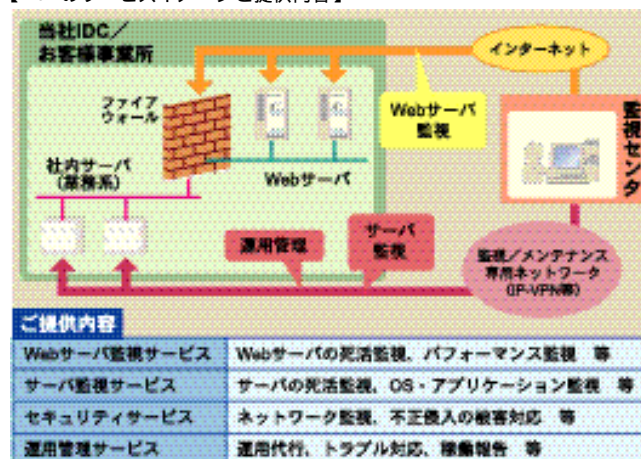 当社IDC／
お客様事業所
インターネット
ファイア
ウォール
Webサーバ
監視
監視センタ
社内サーバ
(業務系)
Webサーバ
運用管理
サーバ
監視
監視／メンテナンス
専用ネットワーク
(IP-VPN等)
ご提供内容
Webサーバ監視サービス Webサーバの死活監視、パフォーマンス監視 等
サーバ監視サービス サーバの死活監視、OS・アプリケーション監視 等
セキュリティサービス ネットワーク監視、不正侵入の被害対応 等
運用管理サービス 運用代行、トラブル対応、稼働報告 等